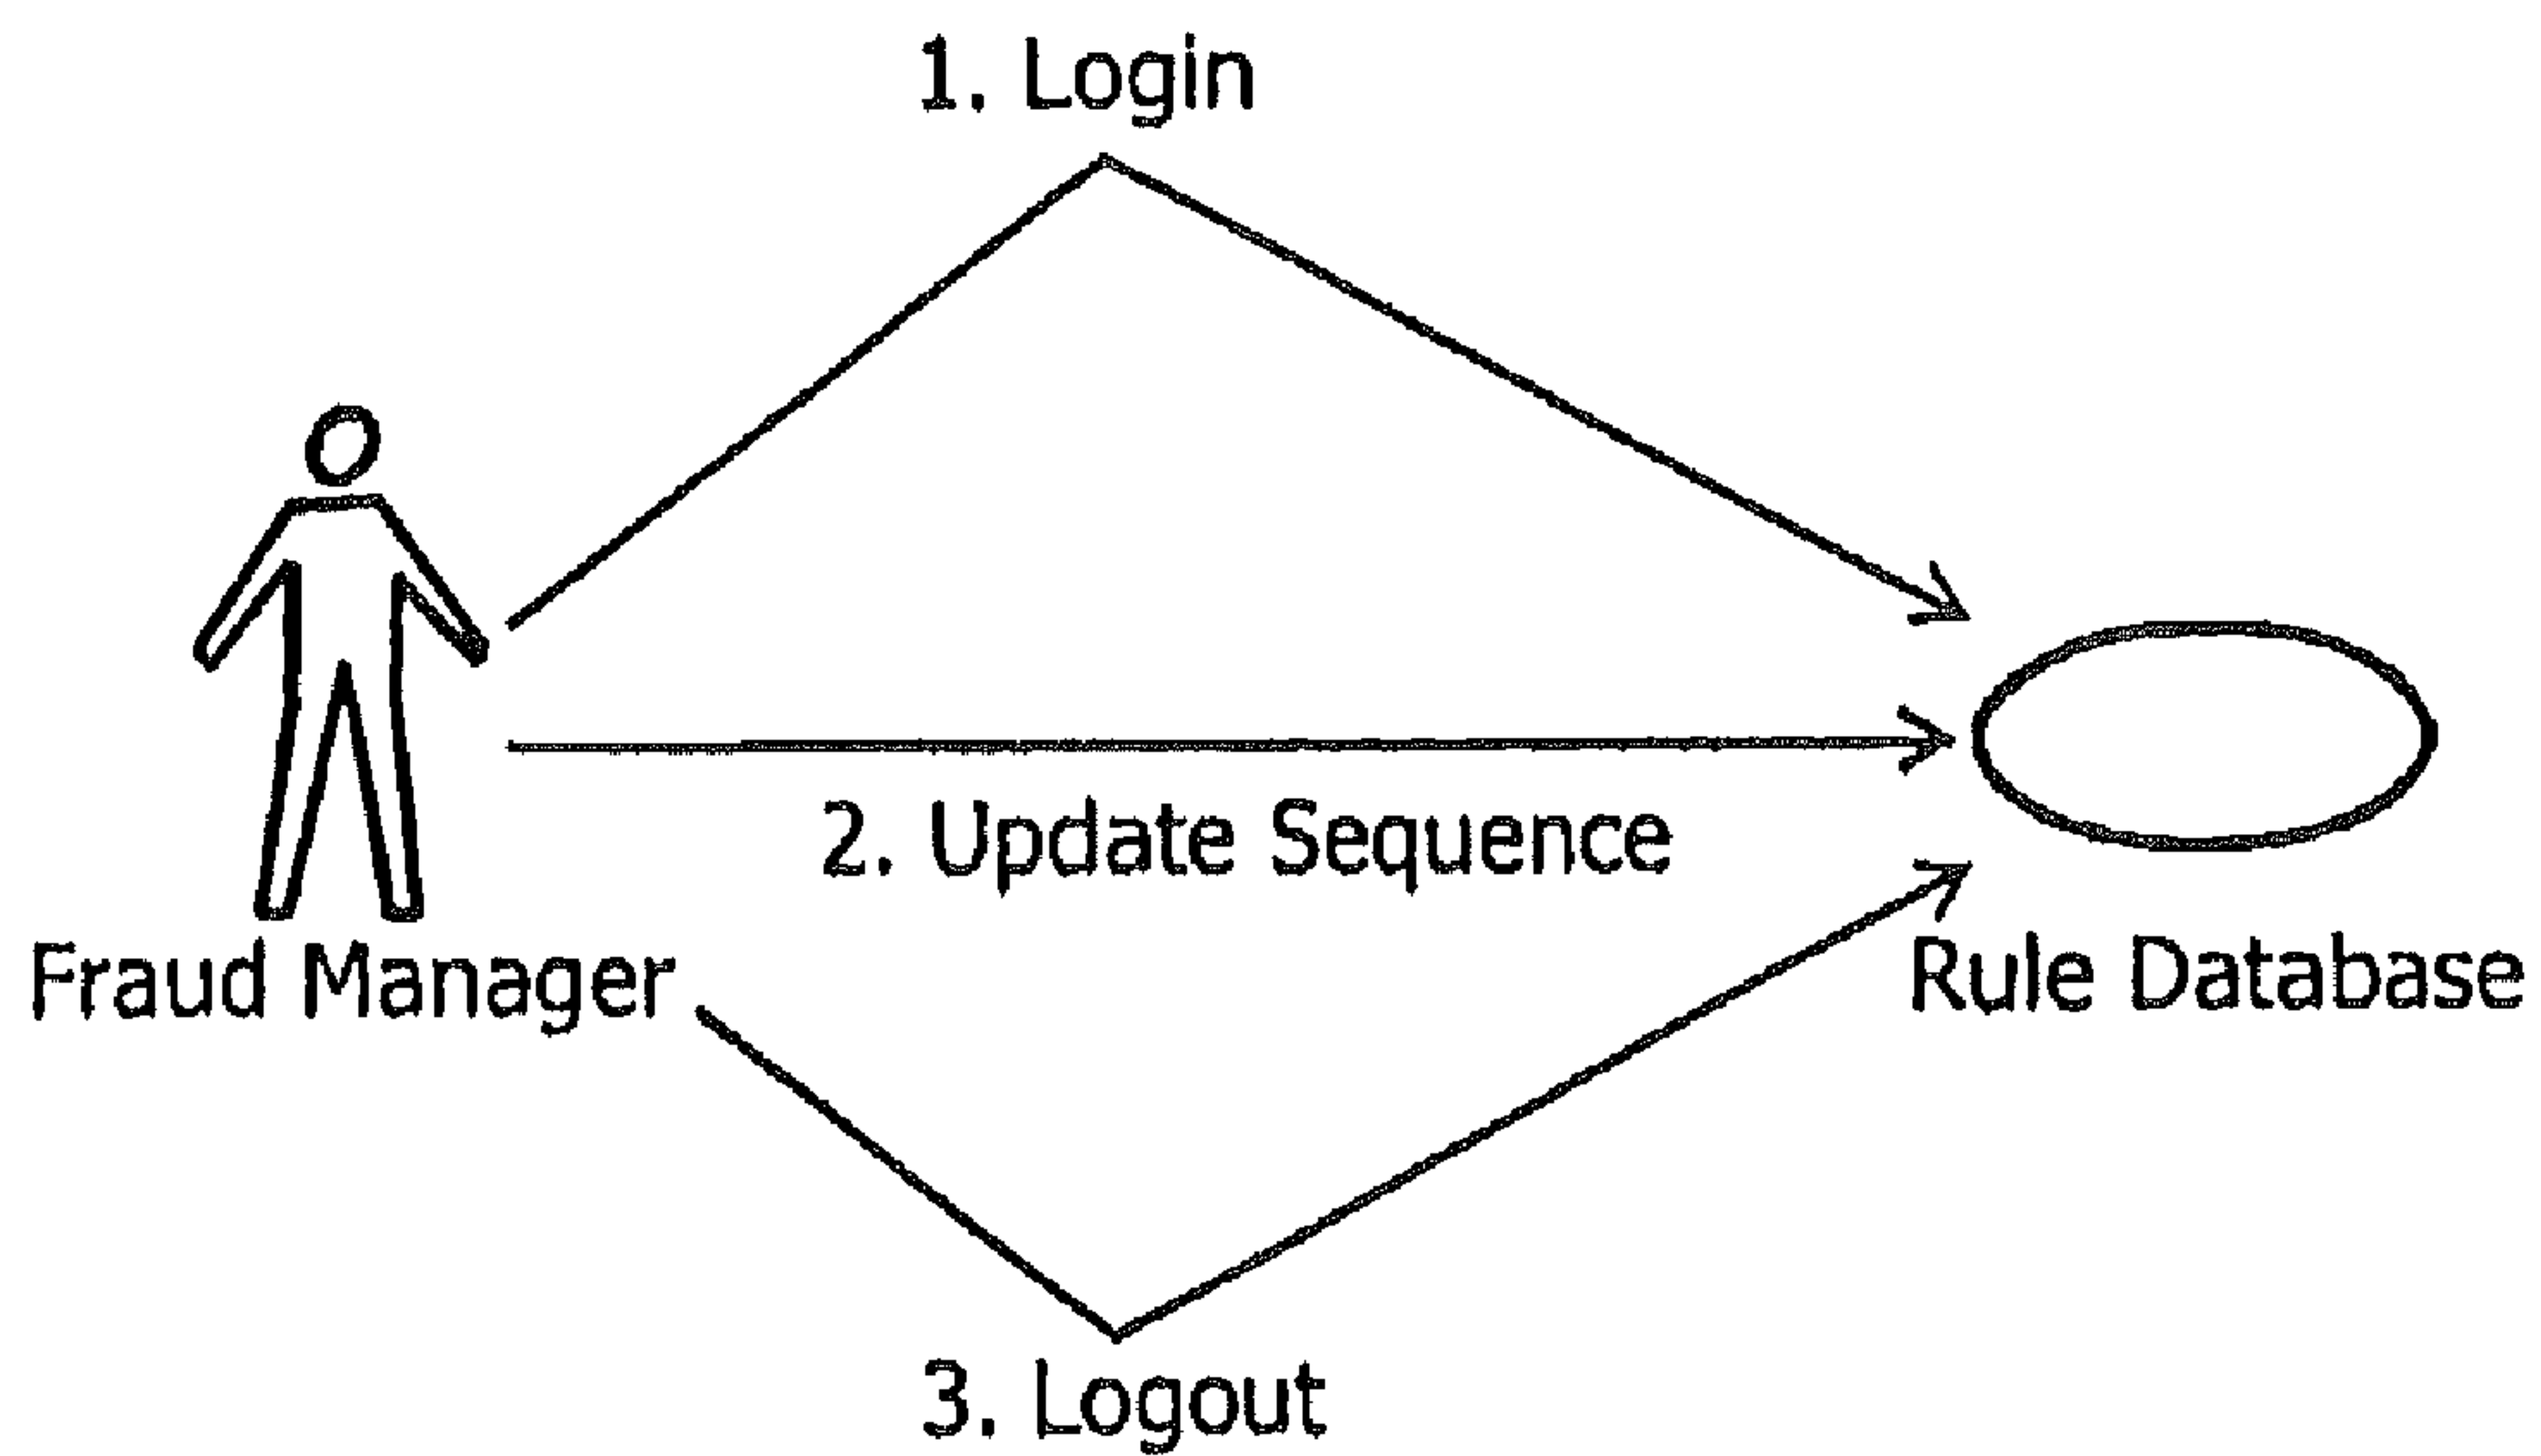 1. Login
2. Update Sequence
Fraud Manager
Rule Database
3. Logout